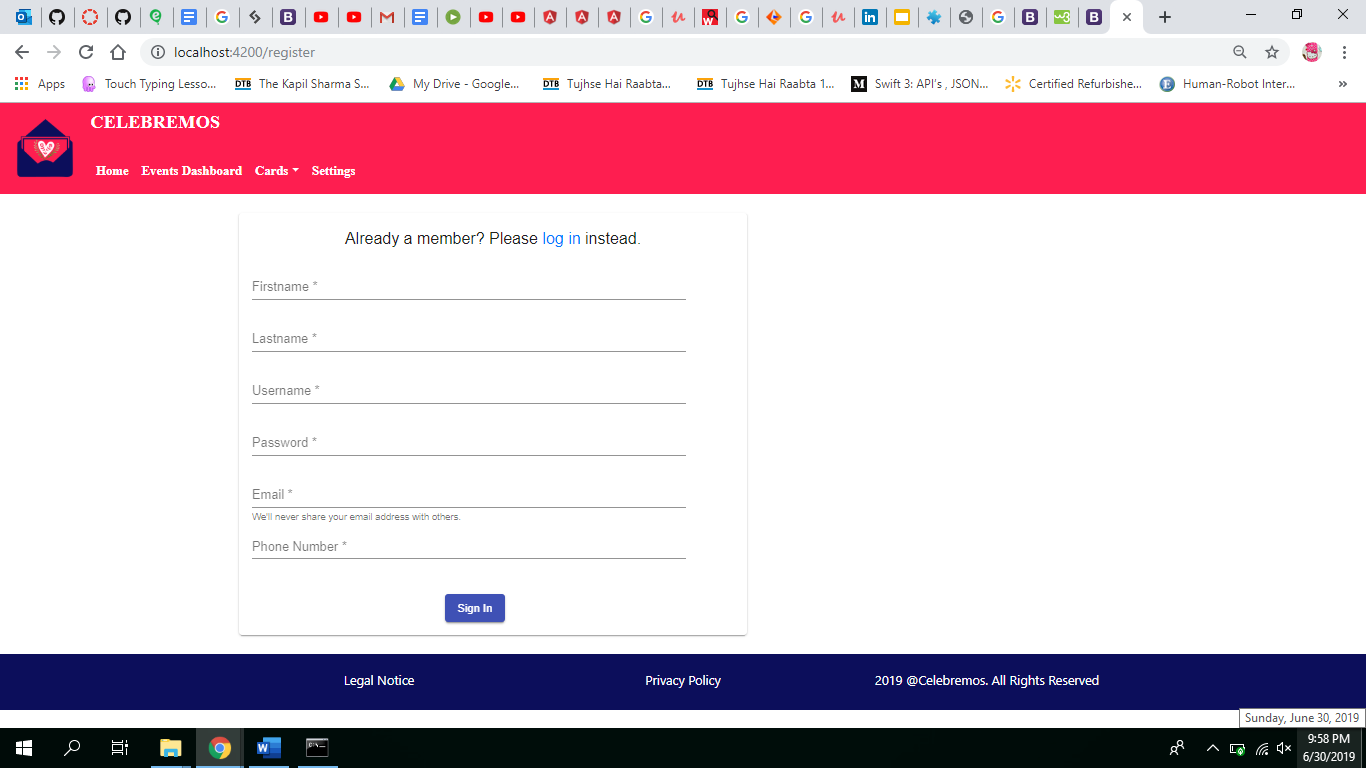 localhost:4200/register
Apps Touch Typing Lesso... The Kapil Sharma S... My Drive - Google... Tujhse Hai Raabta... Tujhse Hai Raabta 1... Swift 3: API's , JSON... Certified Refurbishe... Human-Robot Inter... »
CELEBREMOS
Home Events Dashboard Cards Settings
Already a member? Please log in instead.
Firstname *
Lastname *
Username *
Password *
Email *
We'll never share your email address with others.
Phone Number *
Sign In
Legal Notice Privacy Policy 2019 @Celebremos. All Rights Reserved
Sunday, June 30, 2019
9:58 PM
6/30/2019